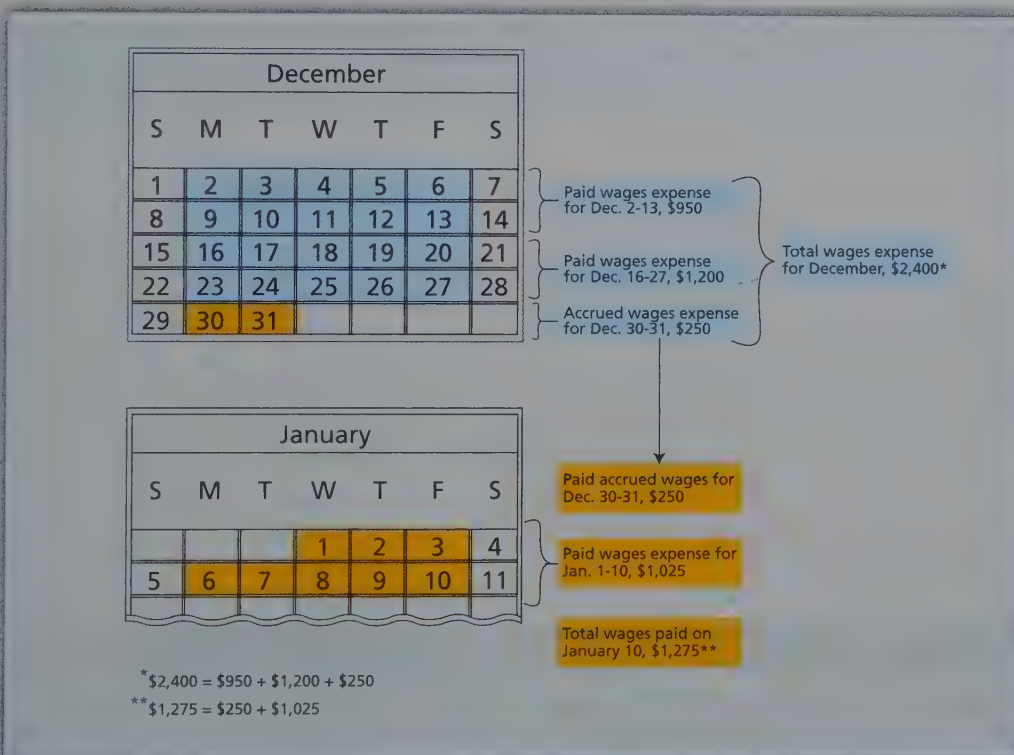 December
S M T W T F S
1 2 3 4 5 6 7
8 9 10 11 12 13 14
15 16 17 18 19 20 21
22 23 24 25 26 27 28
29 30 31
Paid wages expense
for Dec. 2-13, $950
Paid wages expense
for Dec. 16-27, $1,200
Accrued wages expense
for Dec. 30-31, $250
Total wages expense
for December, $2,400*
January
S M T W T F S
1 2 3 4
5 6 7 8 9 10 11
Paid accrued wages for
Dec. 30-31, $250
Paid wages expense for
Jan. 1-10, $1,025
Total wages paid on
January 10, $1,275**
*$2,400 = $950 + $1,200 + $250
**$1,275 = $250 + $1,025